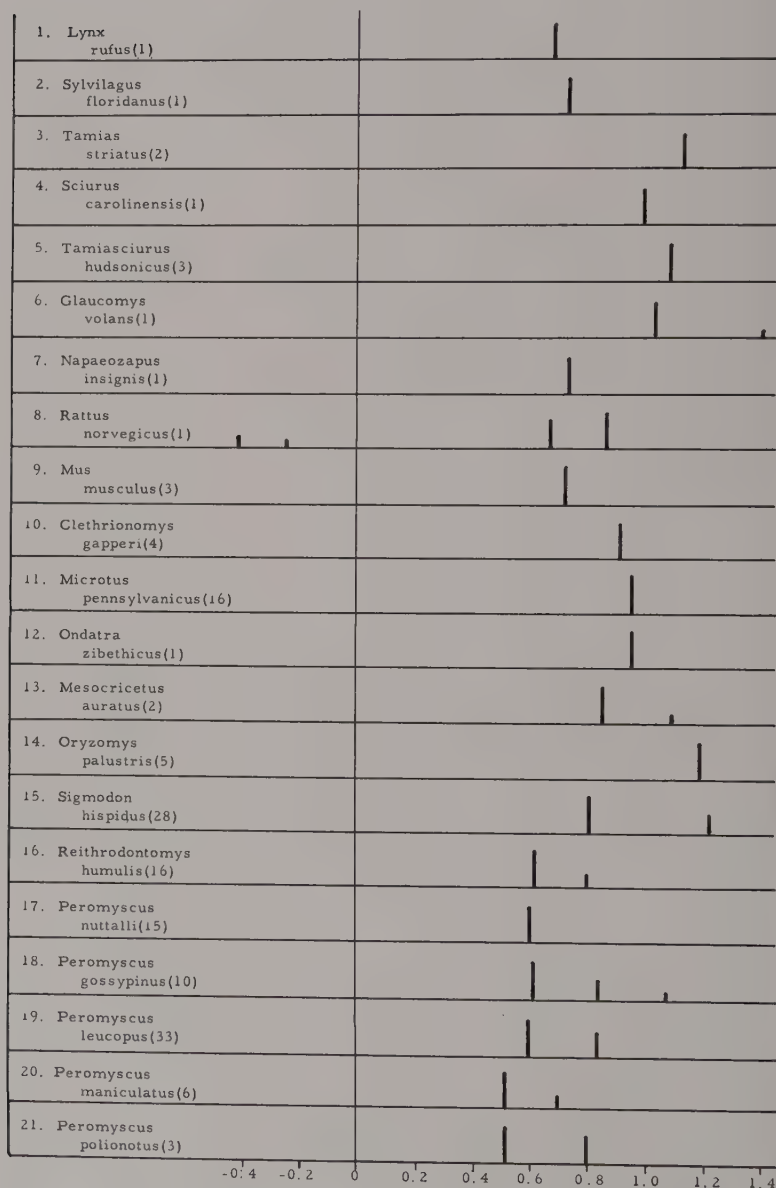 1. Lynx
rufus(1)
2. Sylvilagus
floridanus(1)
3. Tamias
striatus(2)
4. Sciurus
carolinensis(1)
5. Tamiasciurus
hudsonicus(3)
6. Glaucomys
volans(1)
7. Napaeozapus
insignis(1)
8. Rattus
norvegicus(1)
9. Mus
musculus(3)
10. Clethrionomys
gapperi(4)
11. Microtus
pennsylvanicus(16)
12. Ondatra
zibethicus(1)
13. Mesocricetus
auratus(2)
14. Oryzomys
palustris(5)
15. Sigmodon
hispidus(28)
16. Reithrodontomys
humulis(16)
17. Peromyscus
nuttalli(15)
18. Peromyscus
gossypinus(10)
19. Peromyscus
leucopus(33)
20. Peromyscus
maniculatus(6)
21. Peromyscus
polionotus(3)
-0.4 -0.2 0 0.2 0.4 0.6 0.8 1.0 1.2 1.4